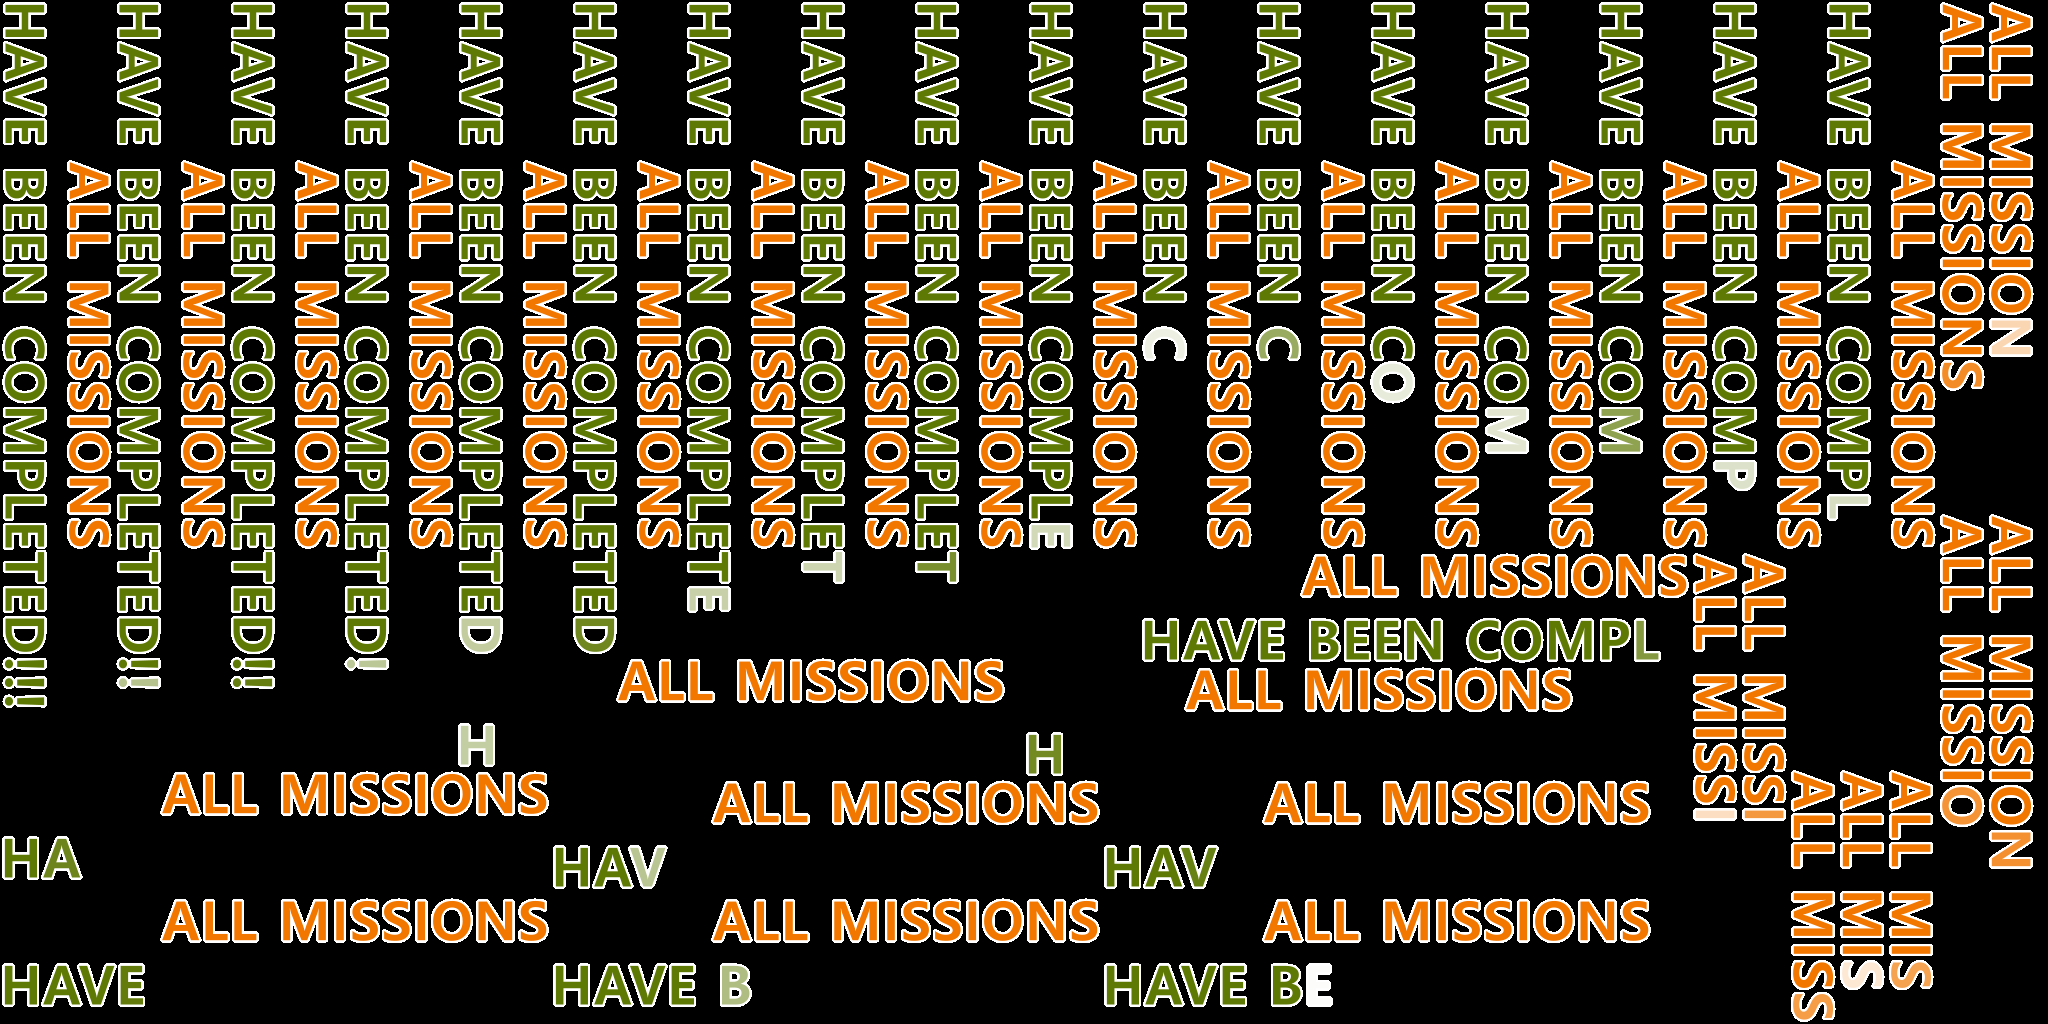 ALL MISSIONS
HAVE BEEN COMPLETED!!!
ALL MISSIONS
HAVE BEEN COMPLETED!!
ALL MISSIONS
HAVE BEEN COMPLETED!!
ALL MISSIONS
HAVE BEEN COMPLETED!
ALL MISSIONS
HAVE BEEN COMPLETED
ALL MISSIONS
HAVE BEEN COMPLETED
ALL MISSIONS
HAVE BEEN COMPLETE
ALL MISSIONS
HAVE BEEN COMPLET
ALL MISSIONS
HAVE BEEN COMPLET
ALL MISSIONS
HAVE BEEN COMPLE
ALL MISSIONS
HAVE BEEN C
ALL MISSIONS
HAVE BEEN C
ALL MISSIONS
HAVE BEEN CO
ALL MISSIONS
HAVE BEEN COM
ALL MISSIONS
HAVE BEEN COM
ALL MISSIONS
HAVE BEEN COMP
ALL MISSIONS
HAVE BEEN COMPL
ALL MISSIONS
ALL MISSION
ALL MISSIONS
HAVE BEEN COMPL
ALL MISSIONS
H
ALL MISSIONS
H
ALL MISSIONS
HA
ALL MISSIONS
HAV
ALL MISSIONS
HAV
ALL MISSIONS
HAVE
ALL MISSIONS
HAVE B
ALL MISSIONS
HAVE BE
ALL MISSI
ALL MISSI
ALL MISS
ALL MIS
ALL MIS
ALL MISSIO
ALL MISSION